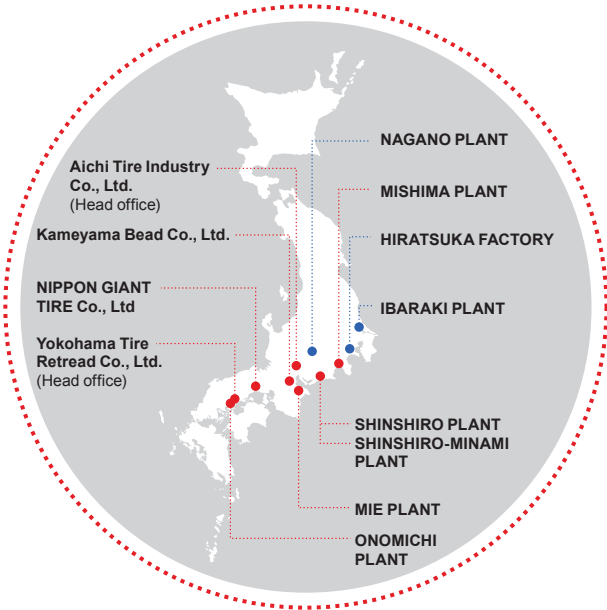 Aichi Tire Industry
Co., Ltd.
(Head office)
Kameyama Bead Co., Ltd.
NIPPON GIANT
TIRE Co., Ltd
Yokohama Tire
Retread Co., Ltd.
(Head office)
NAGANO PLANT
MISHIMA PLANT
HIRATSUKA FACTORY
IBARAKI PLANT
SHINSHIRO PLANT
SHINSHIRO-MINAMI
PLANT
MIE PLANT
ONOMICHI
PLANT